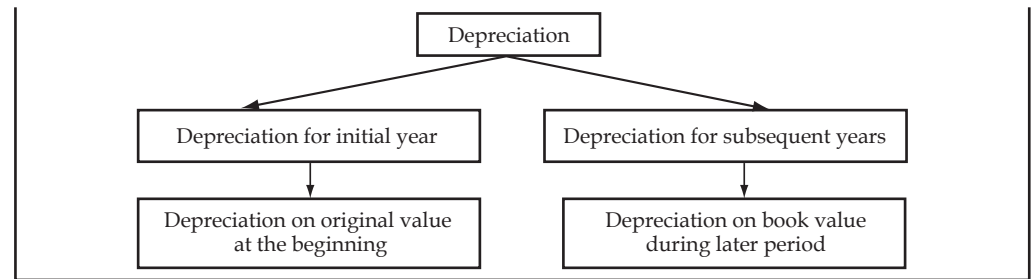 Depreciation
Depreciation for initial year
Depreciation for subsequent years
Depreciation on original value
at the beginning
Depreciation on book value
during later period